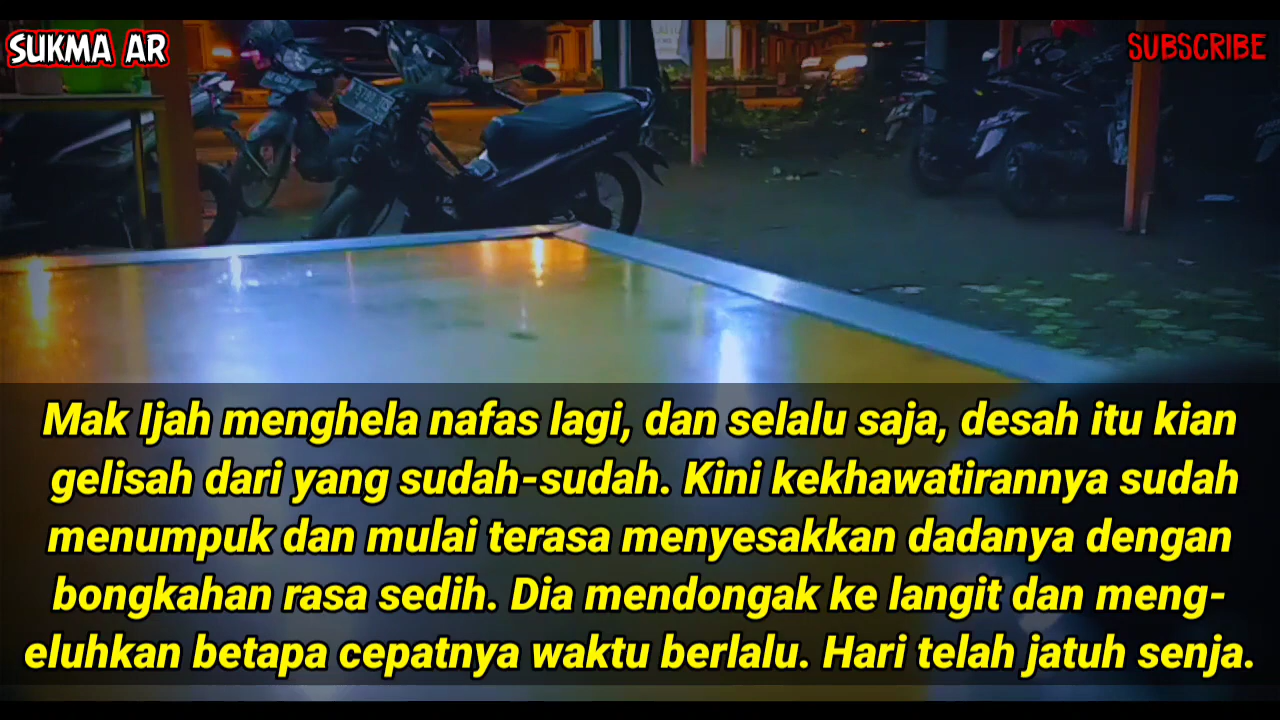 SUKMA AR
SUBSCRIBE
Mak Ijah menghela nafas lagi, dan selalu saja, desah itu kian
gelisah dari yang sudah-sudah. Kini kekhawatirannya sudah
menumpuk dan mulai terasa menyesakkan dadanya dengan
bongkahan rasa sedih. Dia mendongak ke langit dan meng-
eluhkan betapa cepatnya waktu berlalu. Hari telah jatuh senja.